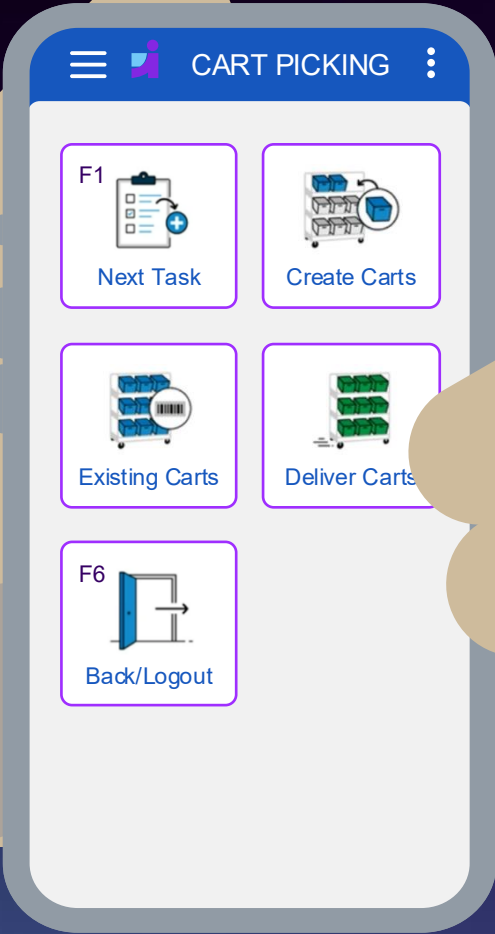 CART PICKING
F1
Next Task
Create Carts
Existing Carts
Deliver Carts
F6
Back/Logout